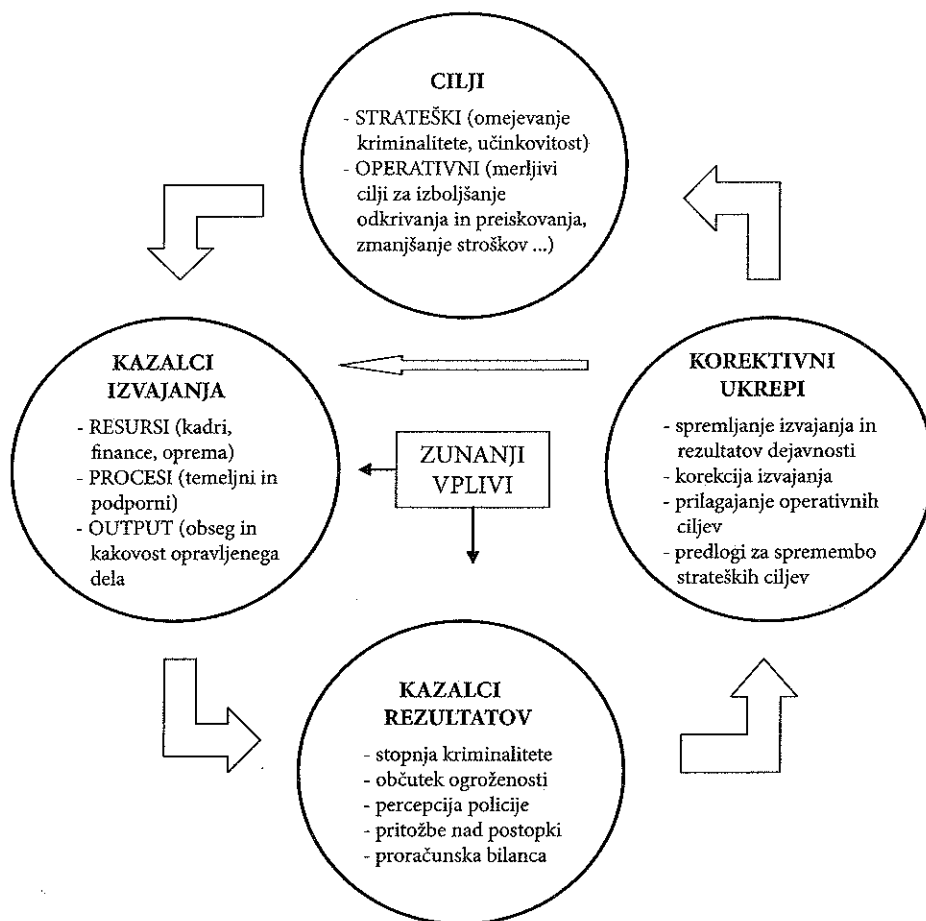 CILJI
- STRATEŠKI (omejevanje
kriminalitete, učinkovitost)
- OPERATIVNI (merljivi
cilji za izboljšanje
odkrivanja in preiskovanja,
zmanjšanje stroškov ...)
KAZALCI
IZVAJANJA
- RESURSI (kadri,
finance, oprema)
- PROCESI (temeljni in
podporni)
- OUTPUT (obseg in
kakovost opravljenega
dela
ZUNANJI
VPLIVI
KOREKTIVNI
UKREPI
- spremljanje izvajanja in
rezultatov dejavnosti
- korekcija izvajanja
- prilagajanje operativnih
ciljev
- predlogi za spremembo
strateških ciljev
KAZALCI
REZULTATOV
- stopnja kriminalitete
- občutek ogroženosti
- percepcija policije
- pritožbe nad postopki
- proračunska bilanca